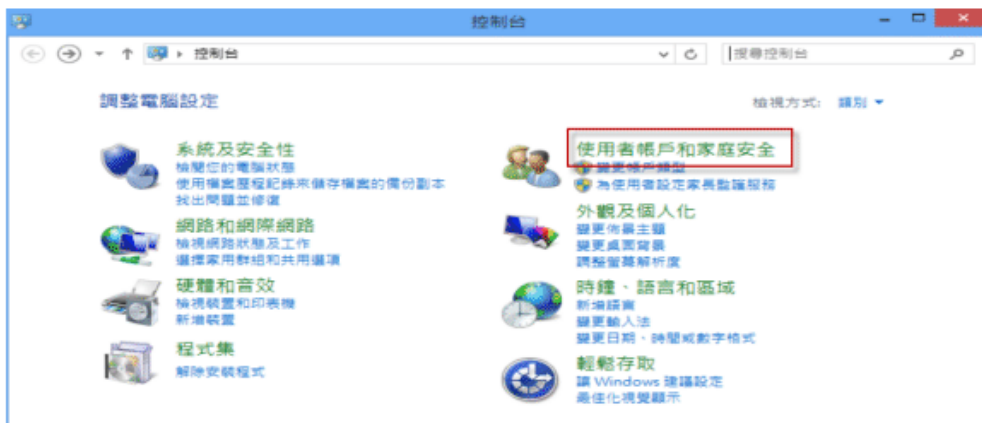 控制台
控制台
搜尋控制台
調整電腦設定
檢視方式: 類別
系統及安全性
檢閱您的電腦狀態
使用檔案歷程記錄來儲存檔案的備份副本
找出問題並修復
網路和網際網路
檢視網路狀態及工作
選擇家用群組和共用選項
硬體和音效
檢視裝置和印表機
新增裝置
程式集
解除安裝程式
使用者帳戶和家庭安全
變更帳戶類型
為使用者設定家長監護服務
外觀及個人化
變更佈景主題
變更桌面背景
調整螢幕解析度
時鐘、語言和區域
新增語言
變更輸入法
變更日期、時間或數字格式
輕鬆存取
讓 Windows 建議設定
最佳化視覺顯示